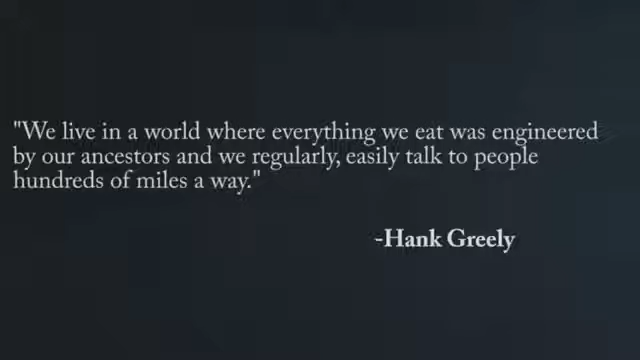 "We live in a world where everything we eat was engineered
by our ancestors and we regularly, easily talk to people
hundreds of miles a way."
-Hank Greely